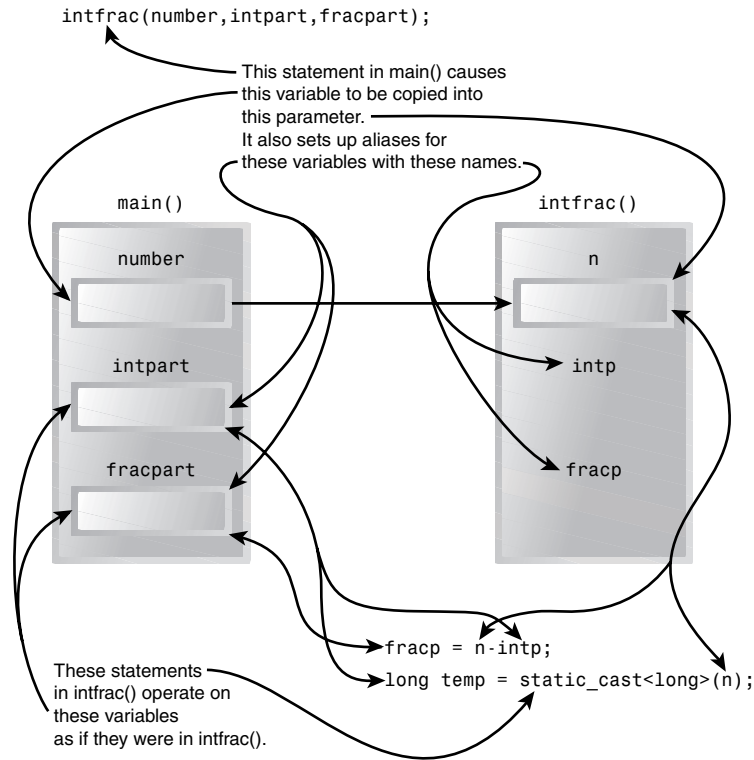 intfrac(number,intpart,fracpart);
This statement in main() causes
this variable to be copied into
this parameter.
It also sets up aliases for
these variables with these names.
main()
intfrac()
number
n
intpart
intp
fracpart
fracp
fracp = n-intp;
long temp = static_cast<long>(n);
These statements
in intfrac() operate on
these variables
as if they were in intfrac().